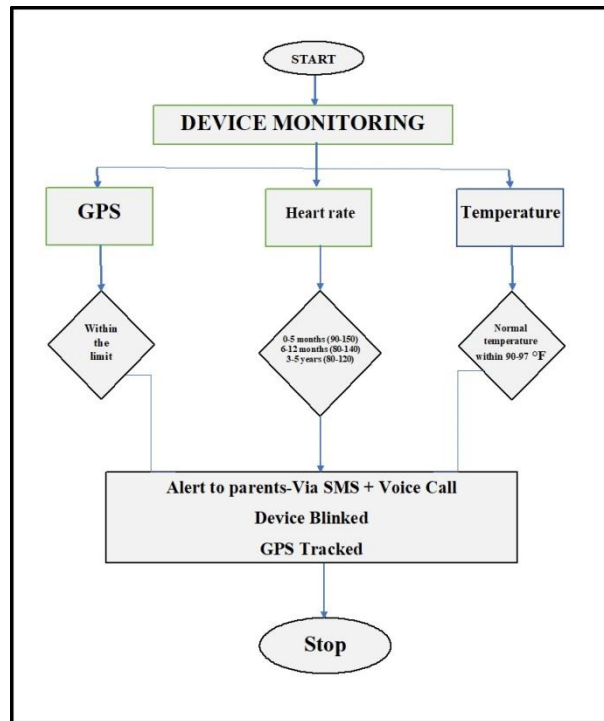 START
DEVICE MONITORING
GPS
Heart rate
Temperature
Within
the
limit
0-5 months (90-150)
6-12 months (80-140)
3-5 years (80-120)
Normal
temperature
within 90-97 °F
Alert to parents-Via SMS + Voice Call
Device Blinked
GPS Tracked
Stop